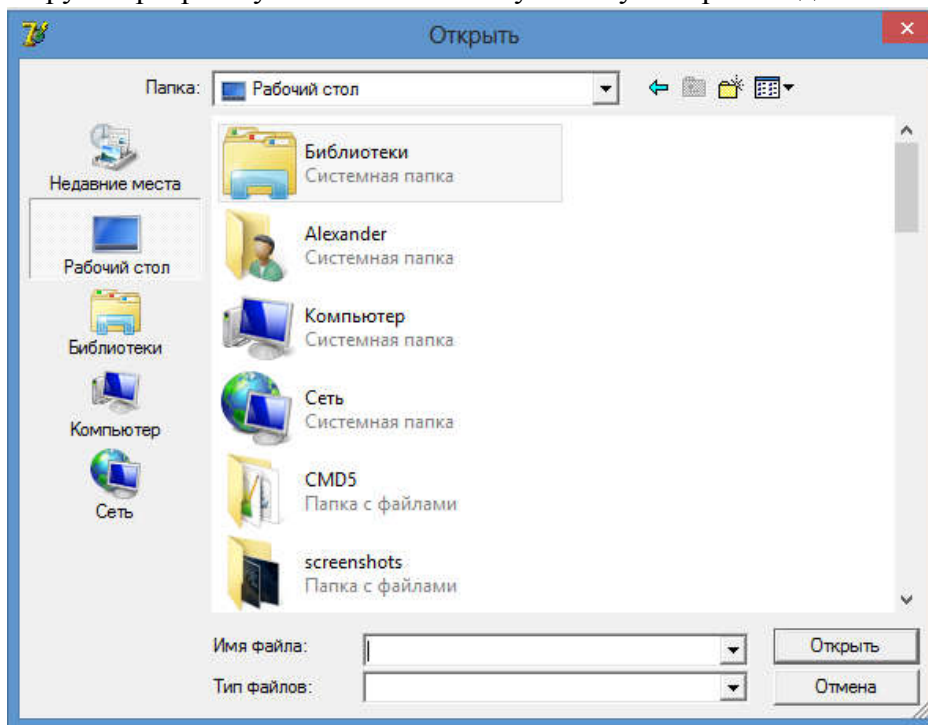 Открыть
Папка:
Рабочий стол
Недавние места
Рабочий стол
Библиотеки
Компьютер
Сеть
Библиотеки
Системная папка
Alexander
Системная папка
Компьютер
Системная папка
Сеть
Системная папка
CMD5
Папка с файлами
screenshots
Папка с файлами
Имя файла:
Открыть
Тип файлов:
Отмена